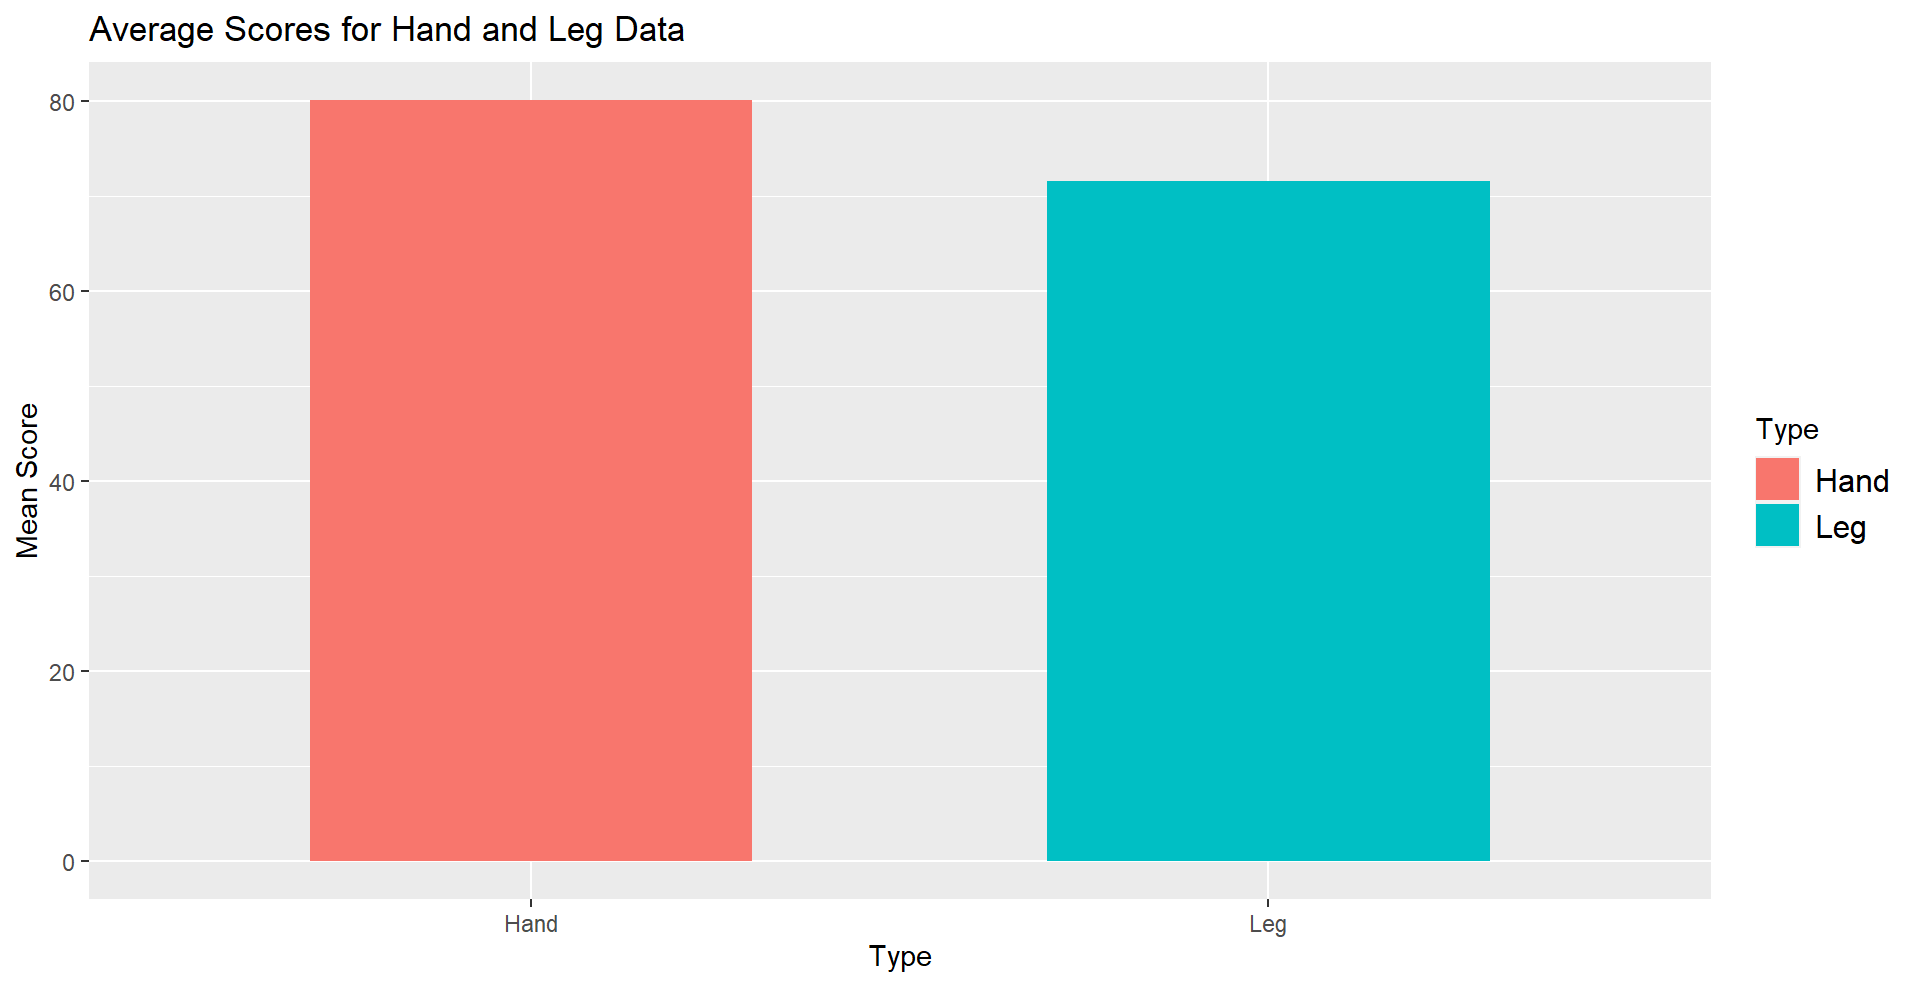 Average Scores for Hand and Leg Data
80
60
40
20
0
Mean Score
Hand
Leg
Type
Type
Hand
Leg